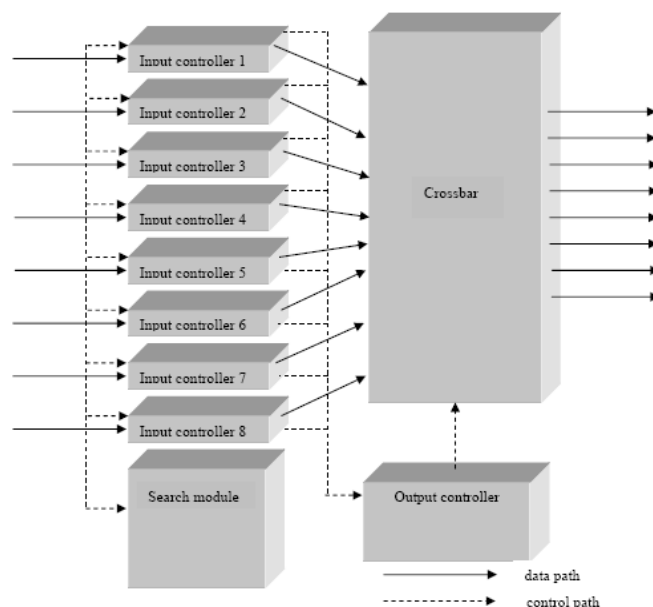 Input controller 1
Input controller 2
Input controller 3
Input controller 4
Input controller 5
Input controller 6
Input controller 7
Input controller 8
Crossbar
Search module
Output controller
data path
control path